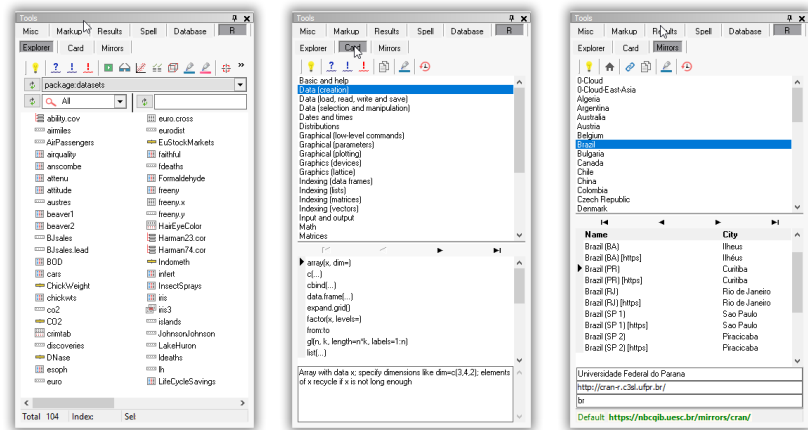 Tools
Misc Markup Results Spell Database R
Explorer Card Mirrors
package:datasets
All
ability.cov
airmiles
AirPassengers
airquality
anscombe
attenu
attitude
austres
beaver1
beaver2
BJsales
BJsales.lead
BOD
cars
ChickWeight
chickwts
co2
CO2
crimtab
discoveries
DNase
esoph
euro
euro.cross
eurodist
EuStockMarkets
faithful
fdeaths
Formaldehyde
freeny
freeny.x
freeny.y
HairEyeColor
Harman23.cor
Harman74.cor
Indometh
infert
InsectSprays
iris
iris3
islands
JohnsonJohnson
LakeHuron
ldeaths
lh
LifeCycleSavings
Total 104 Index: Sel
Tools
Misc Markup Results Spell Database R
Explorer Card Mirrors
Basic and help
Data (creation)
Data (load, read, write and save)
Data (selection and manipulation)
Dates and times
Distributions
Graphical (low-level commands)
Graphical (parameters)
Graphical (plotting)
Graphics (devices)
Graphics (lattice)
Indexing (data frames)
Indexing (lists)
Indexing (matrices)
Indexing (vectors)
Input and output
Math
Matrices
array(x, dim=)
c(...)
cbind(...)
data.frame(...)
expand.grid()
factor(x, levels=)
from:to
gl(n, k, length=n*k, labels=1:n)
list(...)
Array with data x; specify dimensions like dim=c(3,4,2); elements
of x recycle if x is not long enough
Tools
Misc Markup Results Spell Database R
Explorer Card Mirrors
0-Cloud
0-Cloud-East-Asia
Algeria
Argentina
Australia
Austria
Belgium
Brazil
Bulgaria
Canada
Chile
China
Colombia
Czech Republic
Denmark
Name City
Brazil (BA) Ilheus
Brazil (BA) [https] Ilhéus
Brazil (PR) Curitiba
Brazil (PR) [https] Curitiba
Brazil (RJ) Rio de Janeiro
Brazil (RJ) [https] Rio de Janeiro
Brazil (SP 1) Sao Paulo
Brazil (SP 1) [https] Sao Paulo
Brazil (SP 2) Piracicaba
Brazil (SP 2) [https] Piracicaba
Universidade Federal do Parana
http://cran-r.c3sl.ufpr.br/
br
Default https://nbcgib.uesc.br/mirrors/cran/